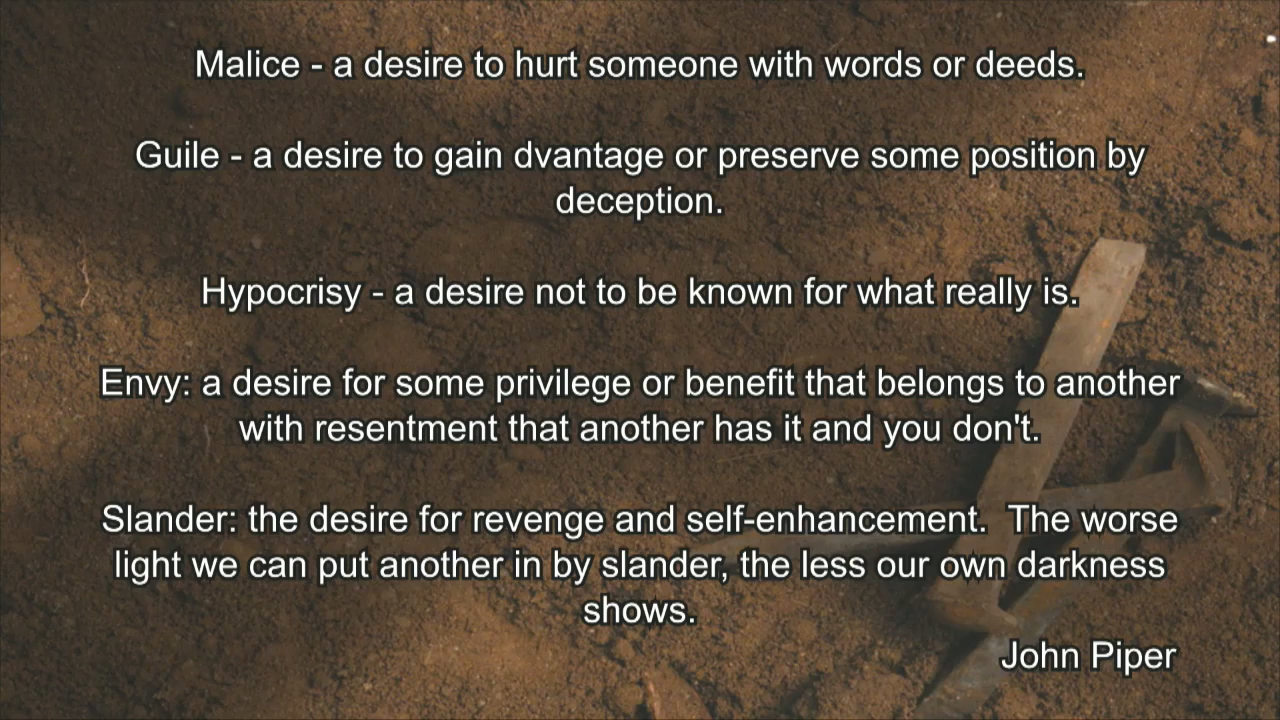 Malice - a desire to hurt someone with words or deeds.
Guile - a desire to gain dvantage or preserve some position by
deception.
Hypocrisy - a desire not to be known for what really is.
Envy: a desire for some privilege or benefit that belongs to another
with resentment that another has it and you don't.
Slander: the desire for revenge and self-enhancement.  The worse
light we can put another in by slander, the less our own darkness
shows.
John Piper